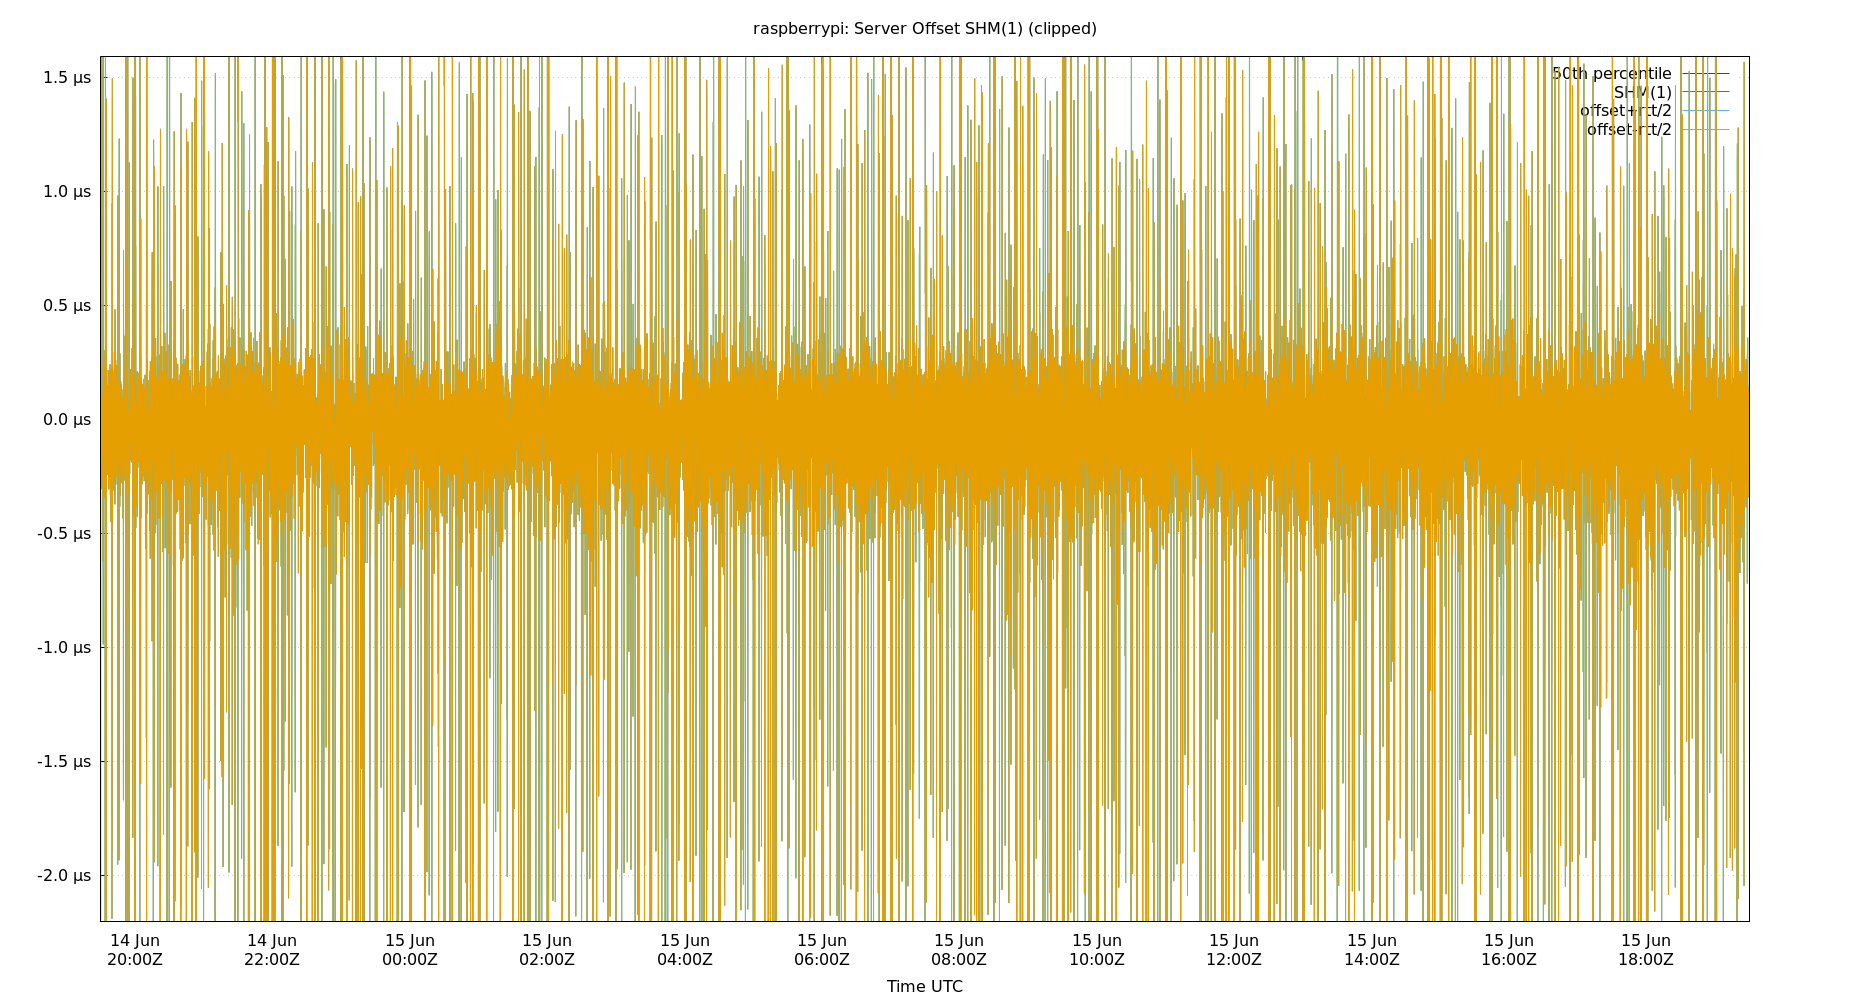 raspberrypi: Server Offset SHM(1) (clipped)
1.5 µs
1.0 µs
0.5 µs
0.0 µs
-0.5 µs
-1.0 µs
-1.5 µs
-2.0 µs
50th percentile
SHM(1)
offset+rtt/2
offset-rtt/2
14 Jun 14 Jun 15 Jun 15 Jun 15 Jun 15 Jun 15 Jun 15 Jun 15 Jun 15 Jun 15 Jun 15 Jun
20:00Z 22:00Z 00:00Z 02:00Z 04:00Z 06:00Z 08:00Z 10:00Z 12:00Z 14:00Z 16:00Z 18:00Z
Time UTC